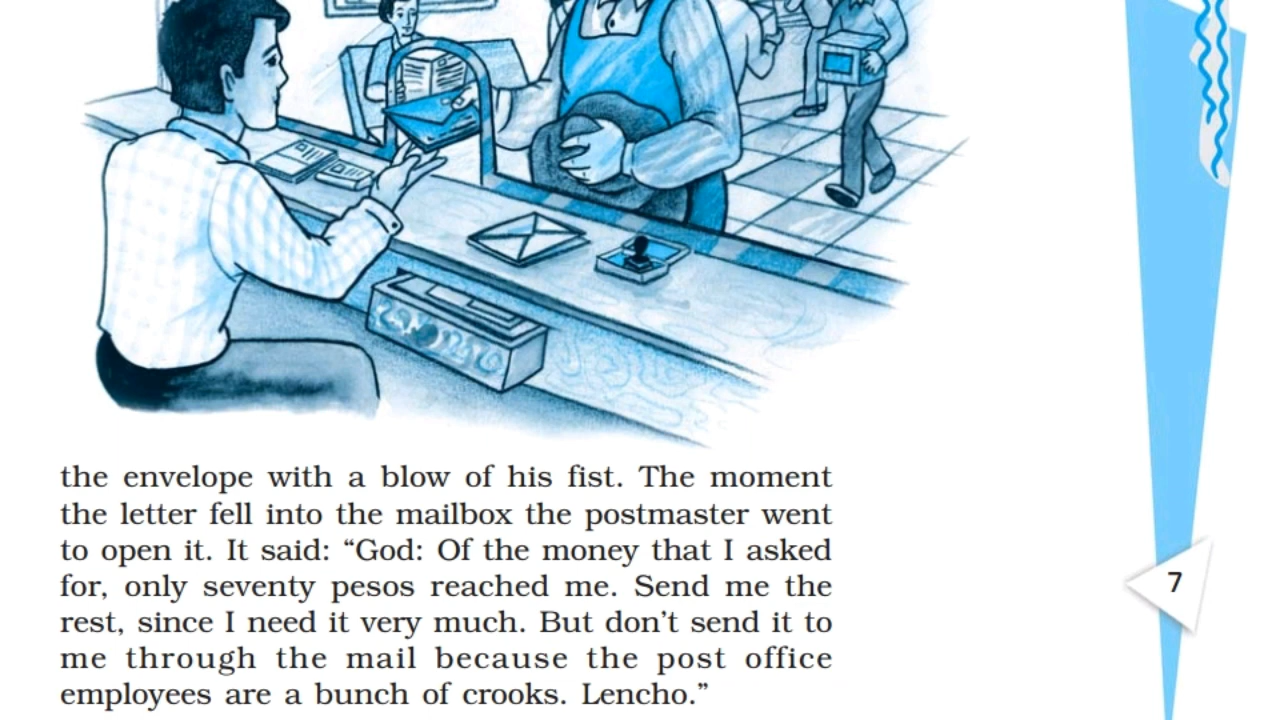 the envelope with a blow of his fist. The moment
the letter fell into the mailbox the postmaster went
to open it. It said: “God: Of the money that I asked
for, only seventy pesos reached me. Send me the
rest, since I need it very much. But don’t send it to
me through the mail because the post office
employees are a bunch of crooks. Lencho.”
7